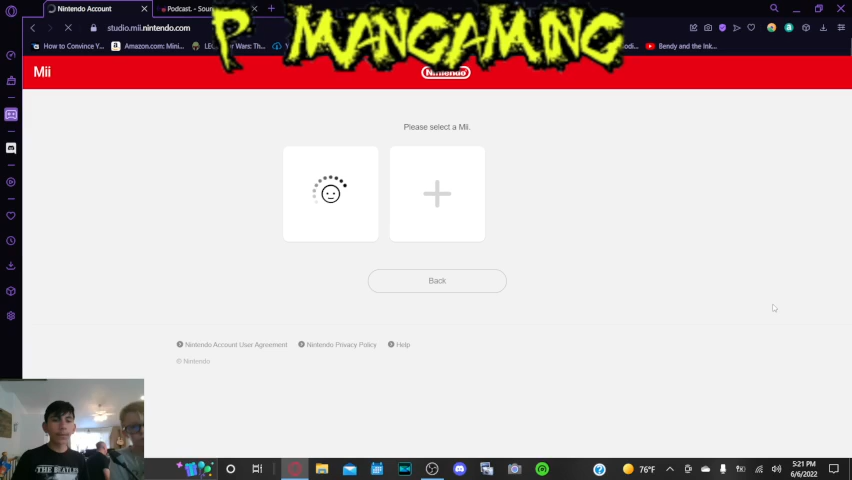 Nintendo Account
Podcast. - Soun
P MANGAMING
studio.mii.nintendo.com
How to Convince Y...
Amazon.com: Mini...
Wars: Th...
Bendy and the Ink...
Mii
Nintendo
Please select a Mii.
Back
Nintendo Account User Agreement
Nintendo Privacy Policy
Help
© Nintendo
THE BEATLES
76°F
5:21 PM
6/6/2022